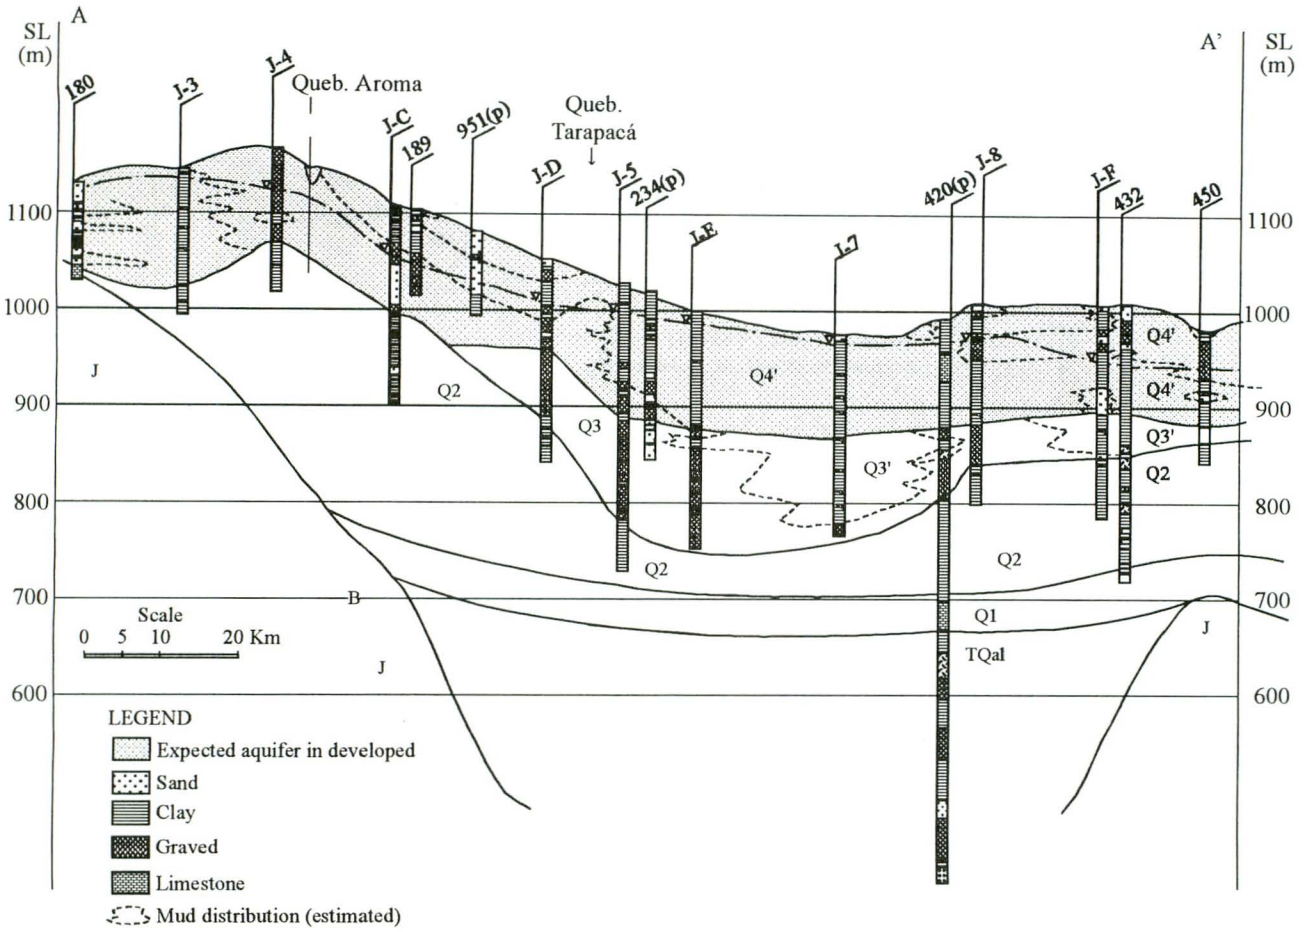 A
SL
(m)
A'
SL
(m)
180
J-3
J-4
Queb. Aroma
J-C
189
951(p)
J-D
Queb.
Tarapacá
J-5
234(p)
J-E
J-7
420(p)
J-8
J-F
432
450
1100
1100
1000
1000
900
900
800
800
700
700
600
600
J
Q2
Q3
Q4'
Q3'
Q4'
Q4'
Q3'
Q2
Q2
Q2
B
Q1
J
TQal
J
Scale
0 5 10 20 Km
LEGEND
Expected aquifer in developed
Sand
Clay
Graved
Limestone
Mud distribution (estimated)